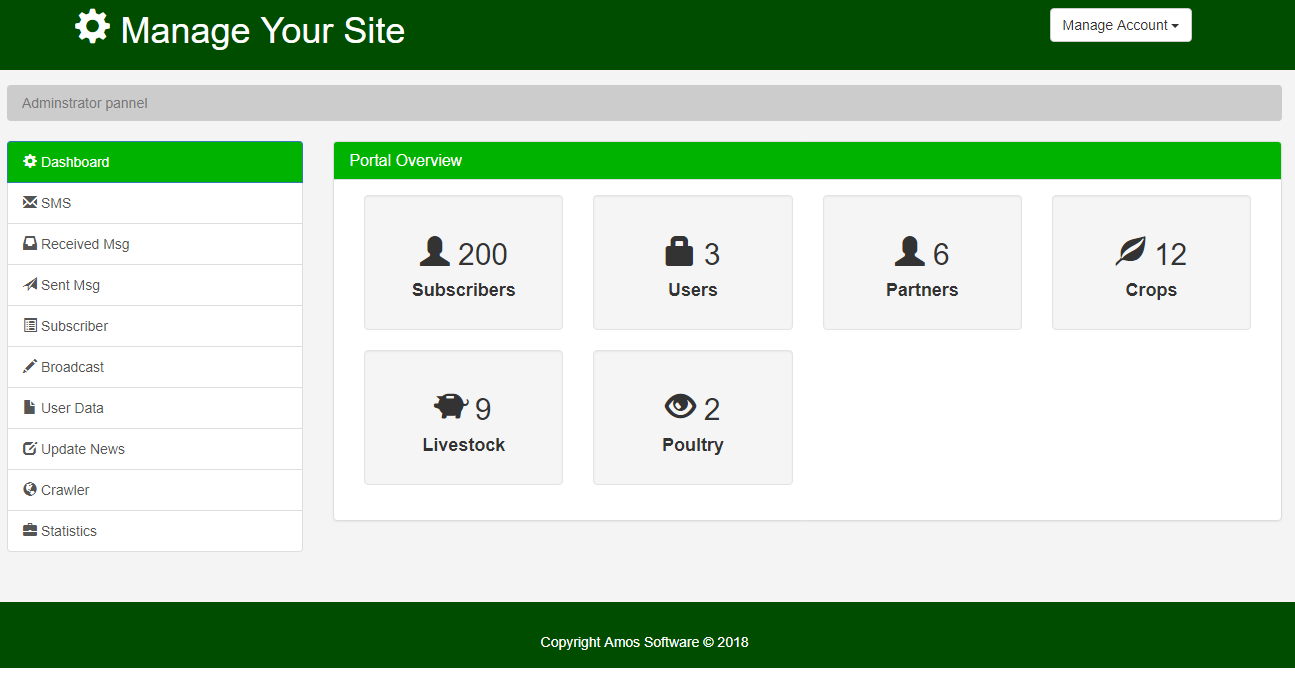 Manage Your Site
Manage Account
Adminstrator pannel
Dashboard
SMS
Received Msg
Sent Msg
Subscriber
Broadcast
User Data
Update News
Crawler
Statistics
Portal Overview
200
Subscribers
3
Users
6
Partners
12
Crops
9
Livestock
2
Poultry
Copyright Amos Software © 2018